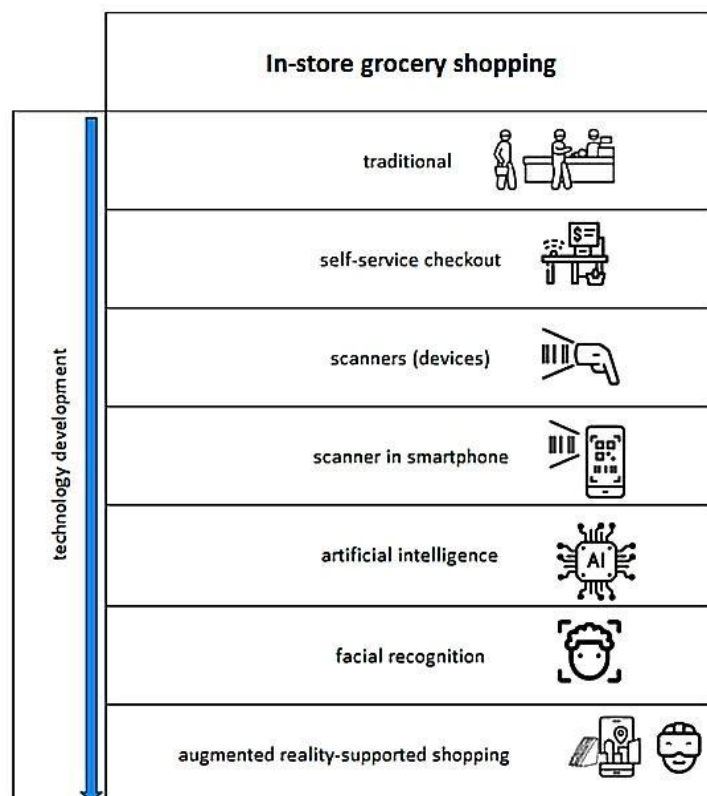 In-store grocery shopping
traditional
self-service checkout
$
scanners (devices)
scanner in smartphone
technology development
artificial intelligence
AI
facial recognition
augmented reality-supported shopping